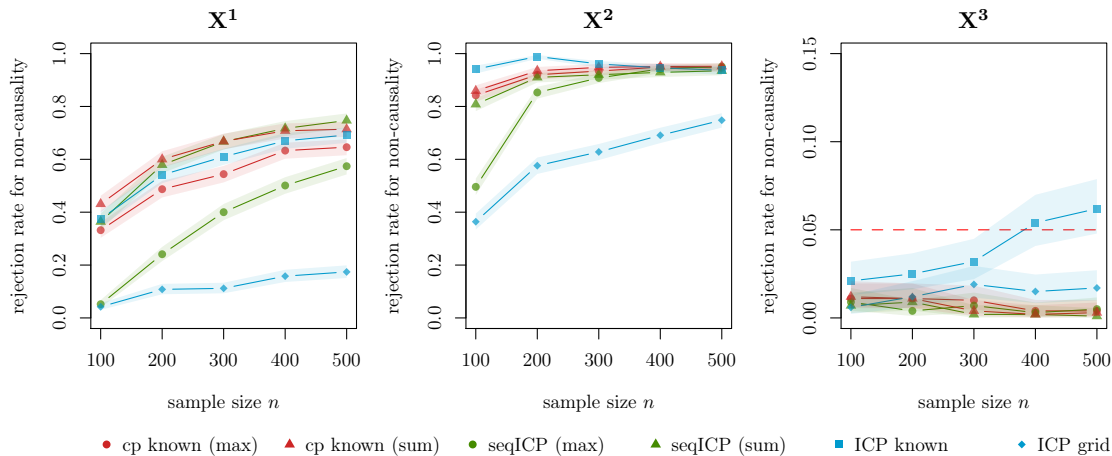 X¹ X² X³
rejection rate for non-causality
0.0 0.2 0.4 0.6 0.8 1.0
100 200 300 400 500
sample size n
rejection rate for non-causality
0.0 0.2 0.4 0.6 0.8 1.0
100 200 300 400 500
sample size n
rejection rate for non-causality
0.00 0.05 0.10 0.15
100 200 300 400 500
sample size n
cp known (max) cp known (sum) seqICP (max) seqICP (sum) ICP known ICP grid